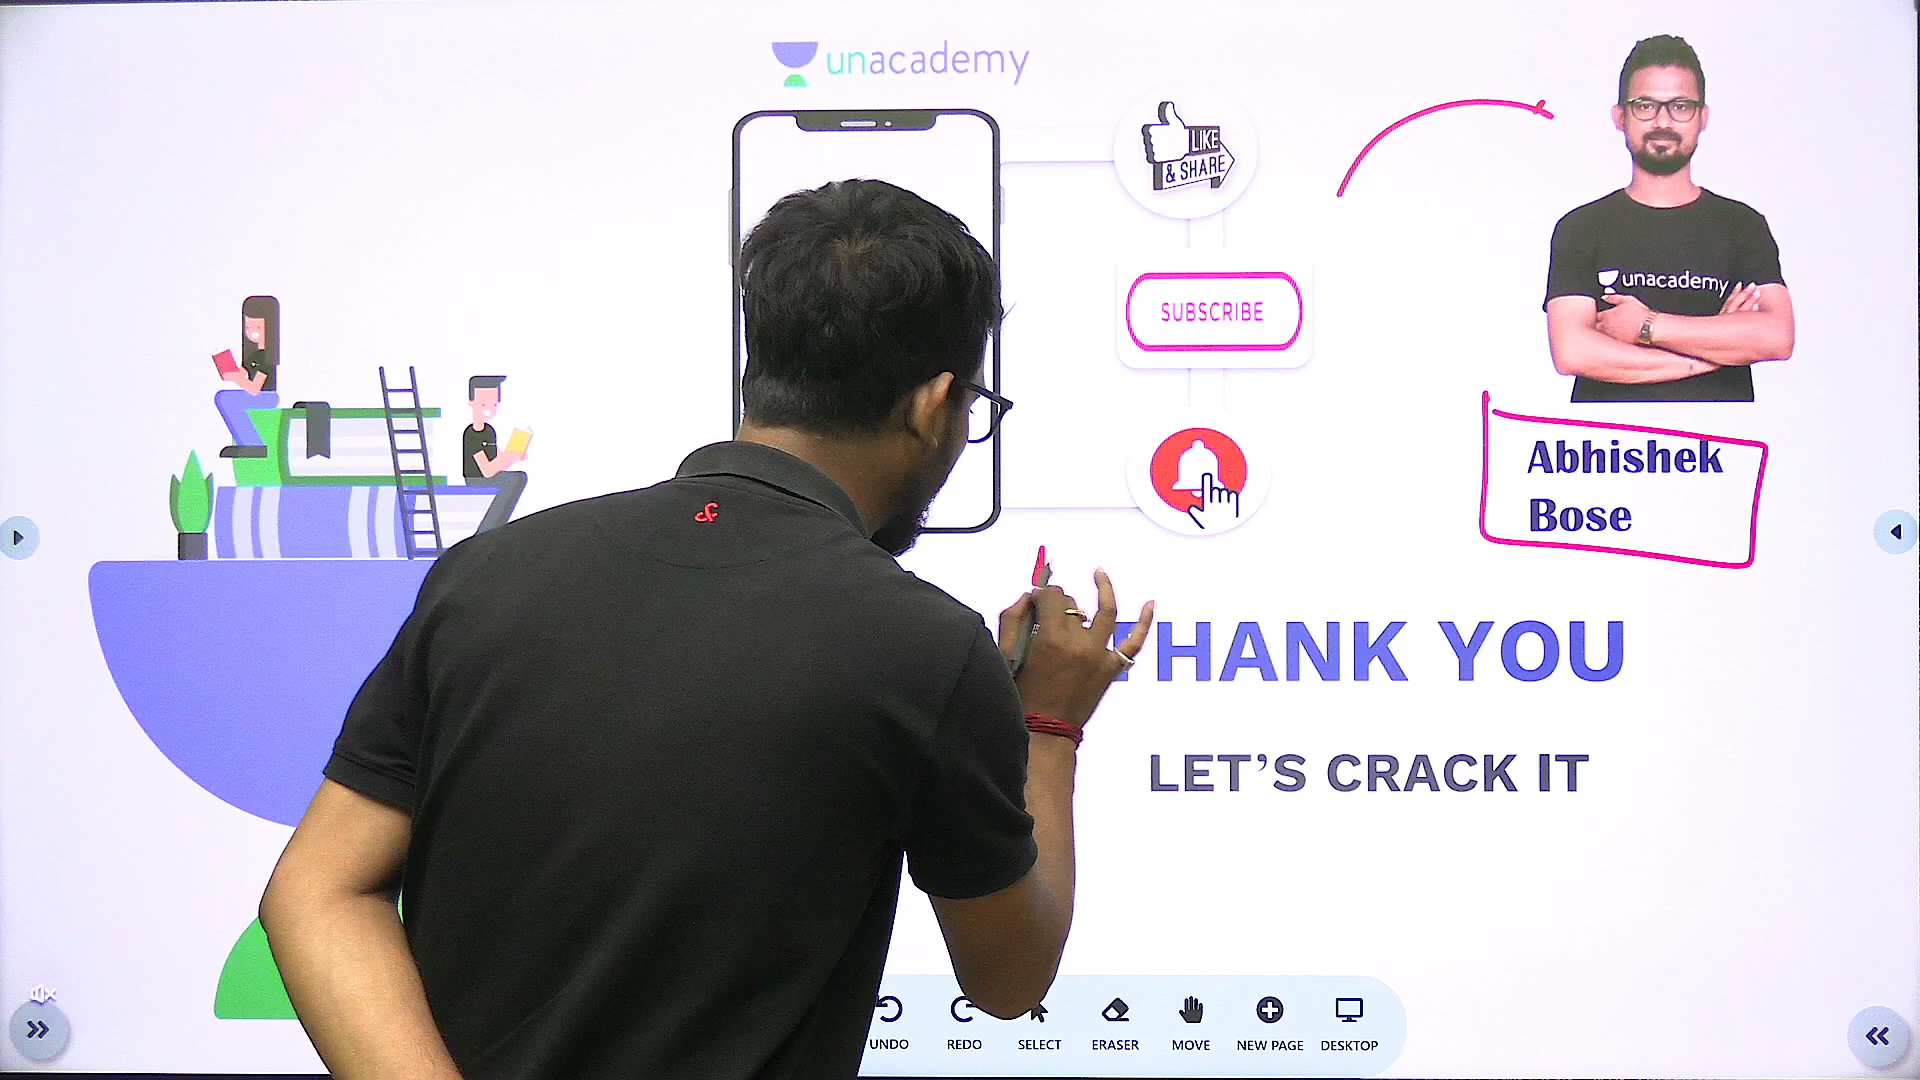 unacademy
LIKE
& SHARE
SUBSCRIBE
unacademy
Abhishek
Bose
THANK YOU
LET'S CRACK IT
UNDO REDO SELECT ERASER MOVE NEW PAGE DESKTOP